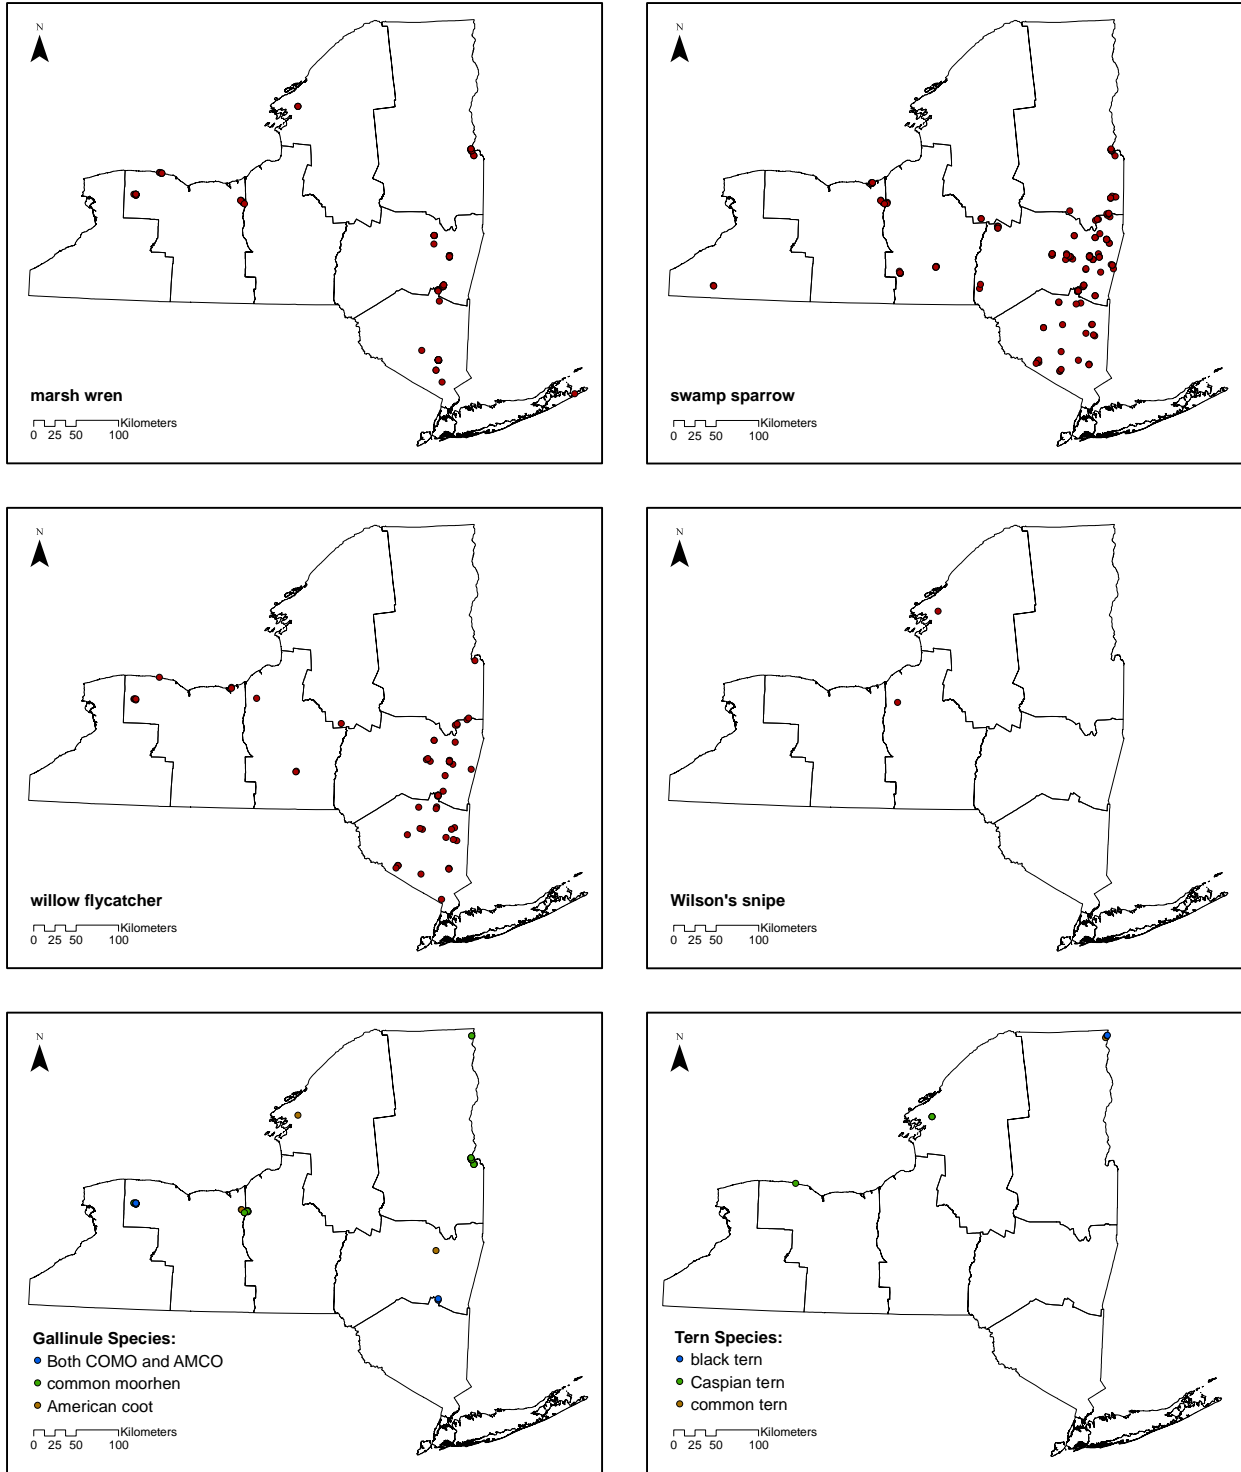 N
marsh wren
Kilometers
0 25 50 100
N
swamp sparrow
Kilometers
0 25 50 100
N
willow flycatcher
Kilometers
0 25 50 100
N
Wilson's snipe
Kilometers
0 25 50 100
N
Gallinule Species:
Both COMO and AMCO
common moorhen
American coot
Kilometers
0 25 50 100
N
Tern Species:
black tern
Caspian tern
common tern
Kilometers
0 25 50 100